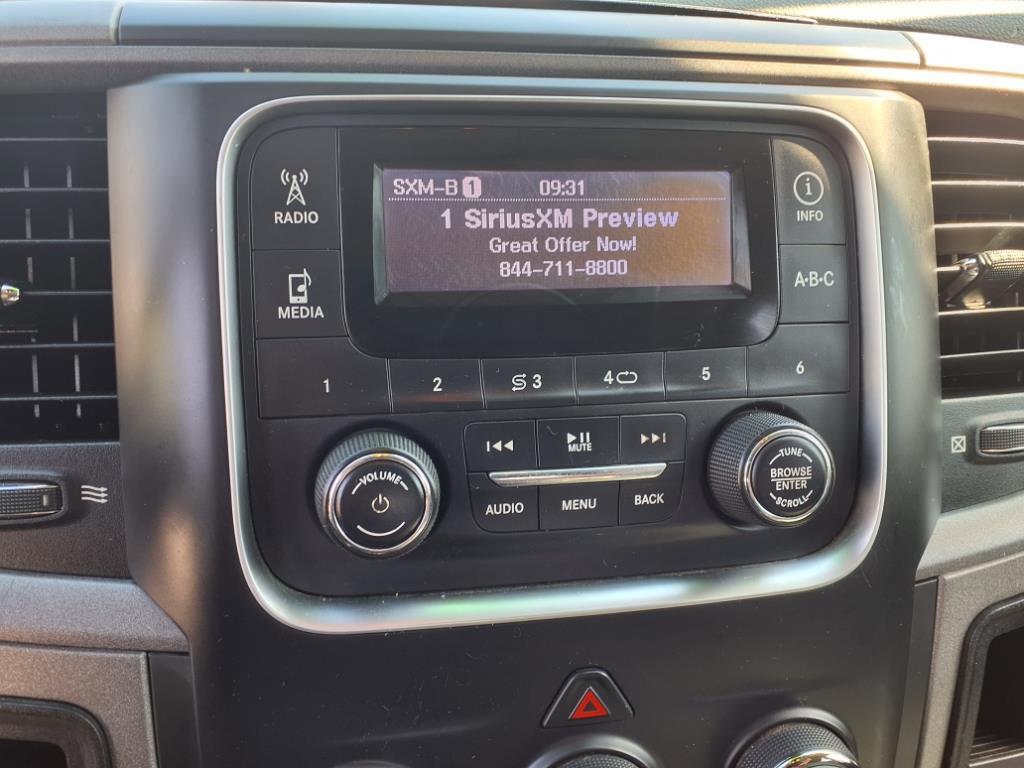 SXM-B 1 09:31
1 SiriusXM Preview
Great Offer Now!
844-711-8800
RADIO
INFO
MEDIA
A·B·C
1 2 3 4 5 6
VOLUME
MUTE
AUDIO MENU BACK
TUNE
BROWSE
ENTER
SCROLL